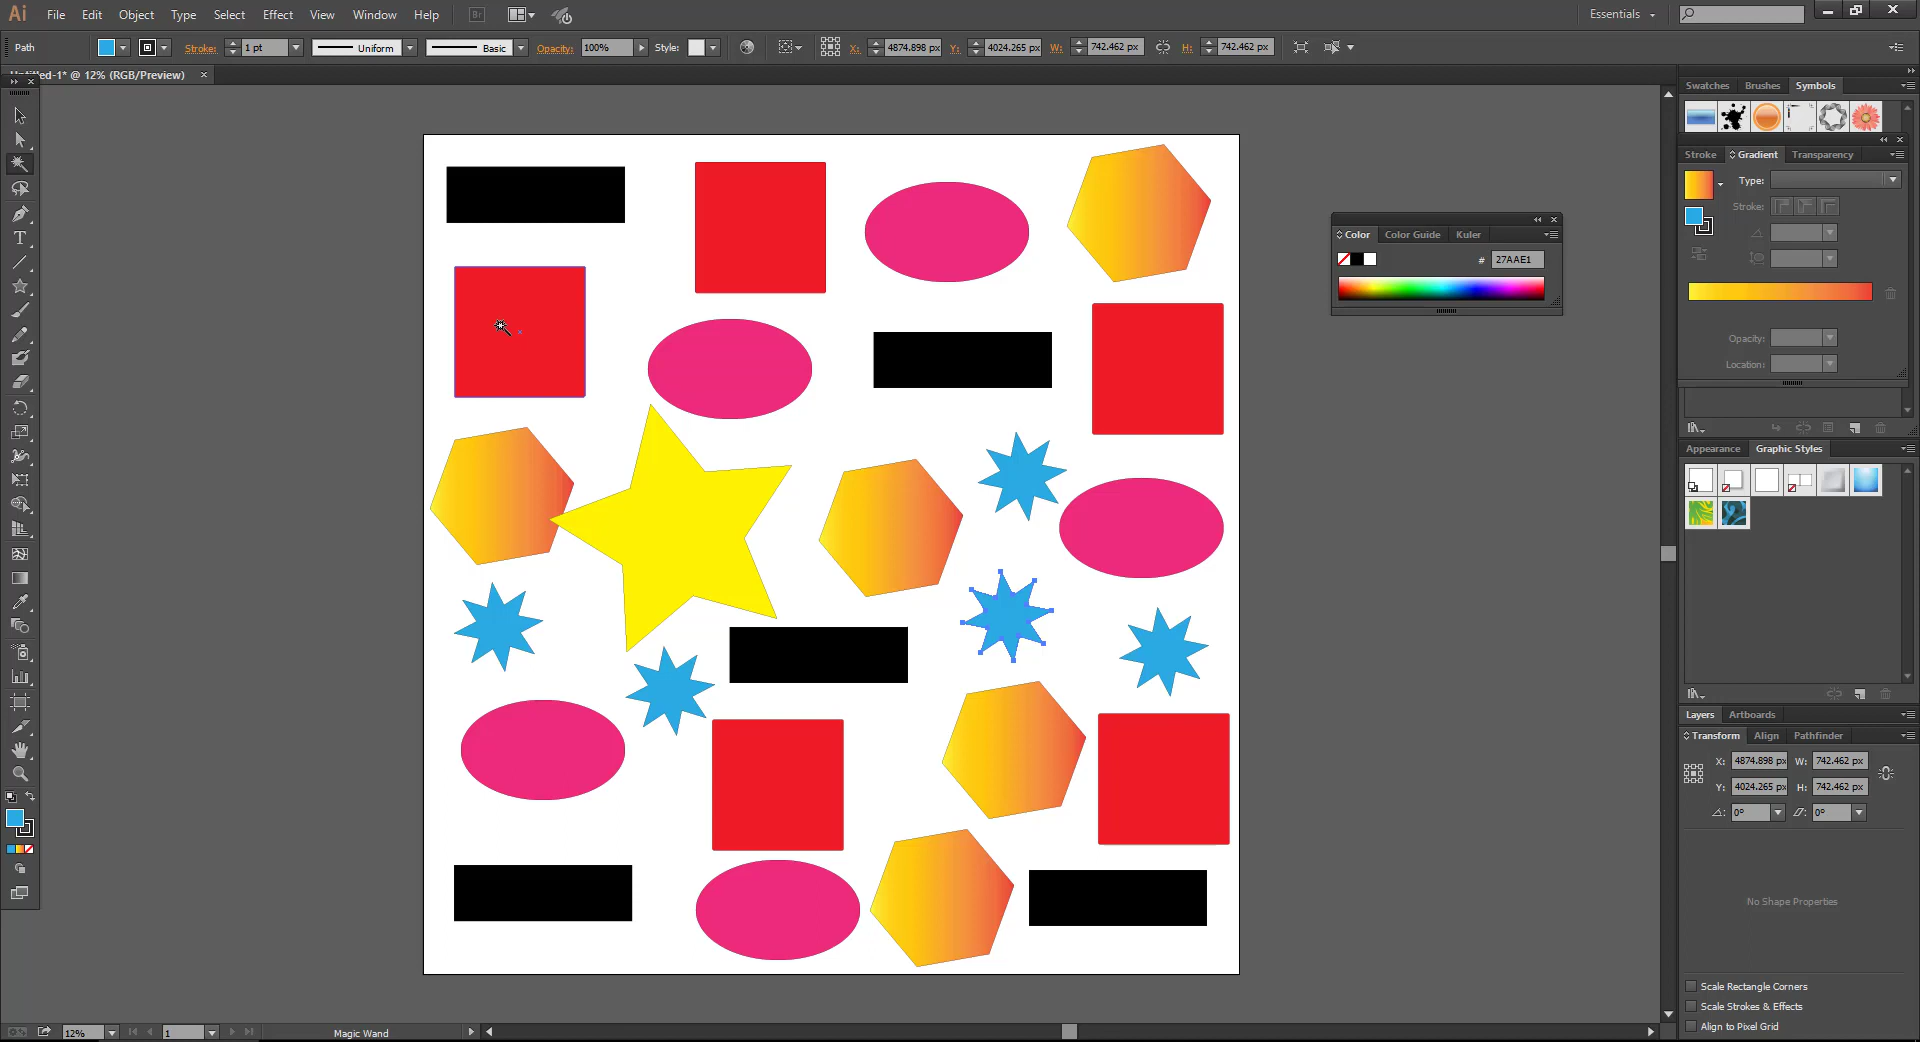 Ai File Edit Object Type Select Effect View Window Help Br Essentials
Path Stroke: 1 pt Uniform Basic Opacity: 100% Style: X: 4874.898 px Y: 4024.265 px W: 742.462 px H: 742.462 px
Untitled-1* @ 12% (RGB/Preview)
Swatches Brushes Symbols
Stroke Gradient Transparency
Type:
Stroke:
Opacity:
Location:
Color Color Guide Kuler
# 27AAE1
Appearance Graphic Styles
Layers Artboards
Transform Align Pathfinder
X: 4874.898 px W: 742.462 px
Y: 4024.265 px H: 742.462 px
0° 0°
No Shape Properties
Scale Rectangle Corners
Scale Strokes & Effects
Align to Pixel Grid
12% 1 Magic Wand